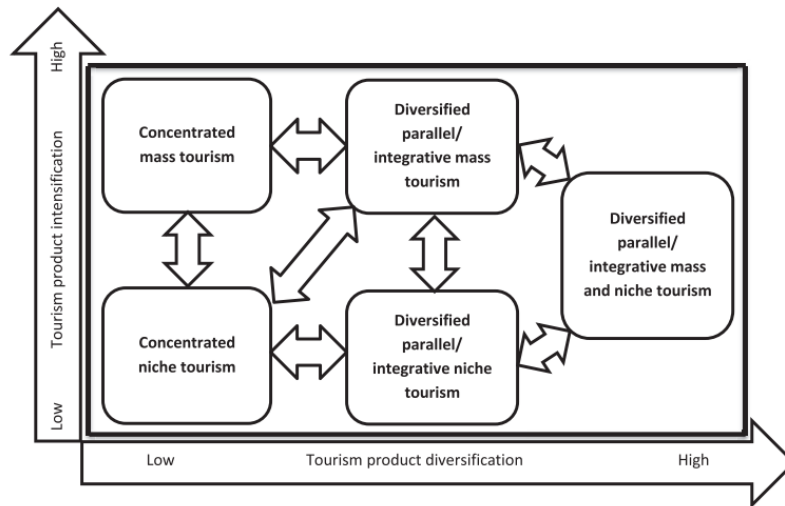 High
Tourism product intensification
Low
Concentrated
mass tourism
Diversified
parallel/
integrative mass
tourism
Diversified
parallel/
integrative mass
and niche tourism
Concentrated
niche tourism
Diversified
parallel/
integrative niche
tourism
Low
Tourism product diversification
High